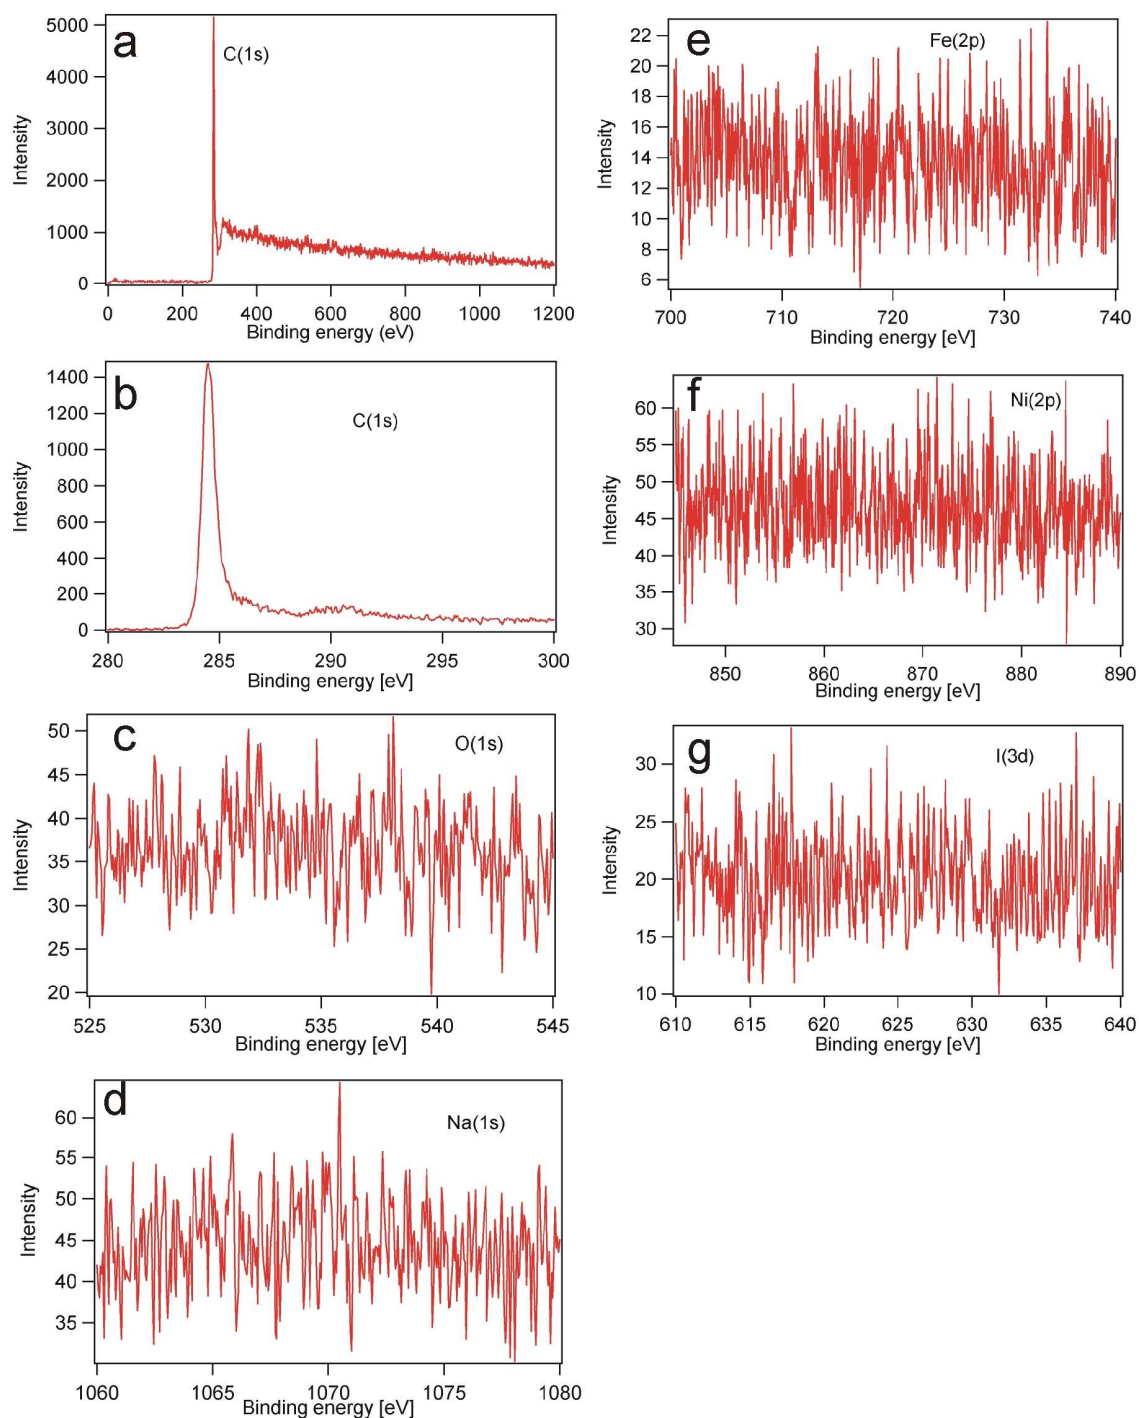 a
C(1s)
5000
4000
3000
2000
1000
0
Intensity
0 200 400 600 800 1000 1200
Binding energy (eV)
b
C(1s)
1400
1200
1000
800
600
400
200
0
Intensity
280 285 290 295 300
Binding energy [eV]
c
O(1s)
50
45
40
35
30
25
20
Intensity
525 530 535 540 545
Binding energy [eV]
d
Na(1s)
60
55
50
45
40
35
Intensity
1060 1065 1070 1075 1080
Binding energy [eV]
e
Fe(2p)
22
20
18
16
14
12
10
8
6
Intensity
700 710 720 730 740
Binding energy [eV]
f
Ni(2p)
60
55
50
45
40
35
30
Intensity
850 860 870 880 890
Binding energy [eV]
g
I(3d)
30
25
20
15
10
Intensity
610 615 620 625 630 635 640
Binding energy [eV]